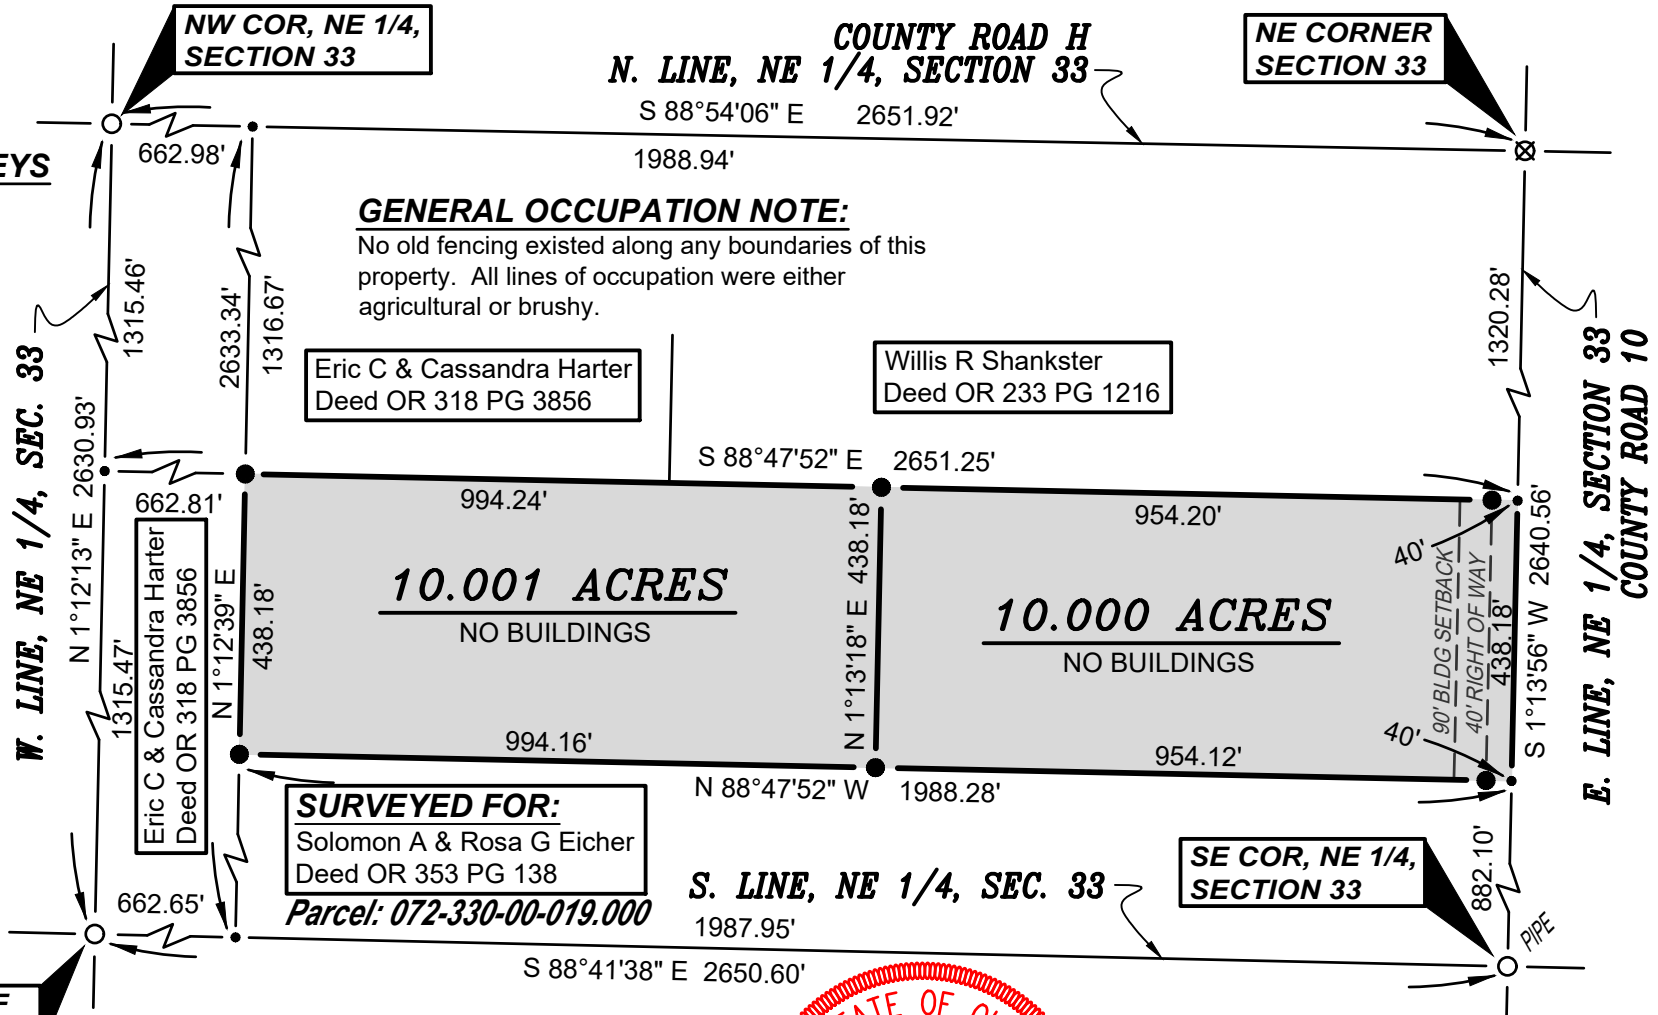 NW COR, NE 1/4,
SECTION 33
COUNTY ROAD H
N. LINE, NE 1/4, SECTION 33
NE CORNER
SECTION 33
S 88°54'06" E 2651.92'
662.98'
1988.94'
EYS
GENERAL OCCUPATION NOTE:
No old fencing existed along any boundaries of this
property. All lines of occupation were either
agricultural or brushy.
1315.46'
2633.34'
1316.67'
1320.28'
Eric C & Cassandra Harter
Deed OR 318 PG 3856
Willis R Shankster
Deed OR 233 PG 1216
W. LINE, NE 1/4, SEC. 33
N 1°12'13" E 2630.93'
E. LINE, NE 1/4, SECTION 33
COUNTY ROAD 10
S 88°47'52" E 2651.25'
662.81'
994.24'
954.20'
40'
Eric C & Cassandra Harter
Deed OR 318 PG 3856
N 1°12'39" E
438.18'
10.001 ACRES
NO BUILDINGS
N 1°13'18" E 438.18'
10.000 ACRES
NO BUILDINGS
90' BLDG SETBACK
40' RIGHT OF WAY
438.18'
S 1°13'56" W 2640.56'
1315.47'
994.16'
954.12'
40'
N 88°47'52" W 1988.28'
SURVEYED FOR:
Solomon A & Rosa G Eicher
Deed OR 353 PG 138
Parcel: 072-330-00-019.000
S. LINE, NE 1/4, SEC. 33
SE COR, NE 1/4,
SECTION 33
882.10'
PIPE
662.65'
1987.95'
S 88°41'38" E 2650.60'
OF